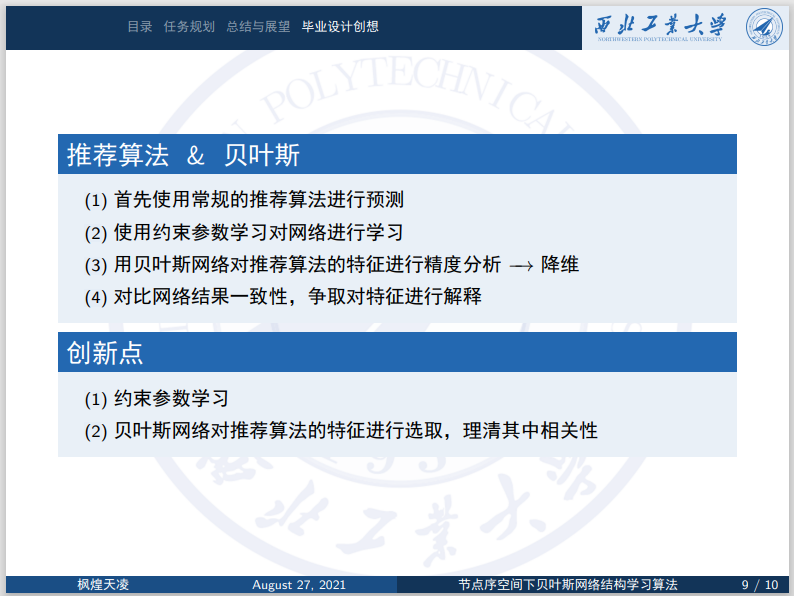 目录 任务规划 总结与展望 毕业设计创想
西北工业大学
NORTHWESTERN POLYTECHNICAL UNIVERSITY
推荐算法 & 贝叶斯
(1) 首先使用常规的推荐算法进行预测
(2) 使用约束参数学习对网络进行学习
(3) 用贝叶斯网络对推荐算法的特征进行精度分析 → 降维
(4) 对比网络结果一致性，争取对特征进行解释
创新点
(1) 约束参数学习
(2) 贝叶斯网络对推荐算法的特征进行选取，理清其中相关性
西北工业大学
枫煌天凌 August 27, 2021 节点序空间下贝叶斯网络结构学习算法 9 / 10